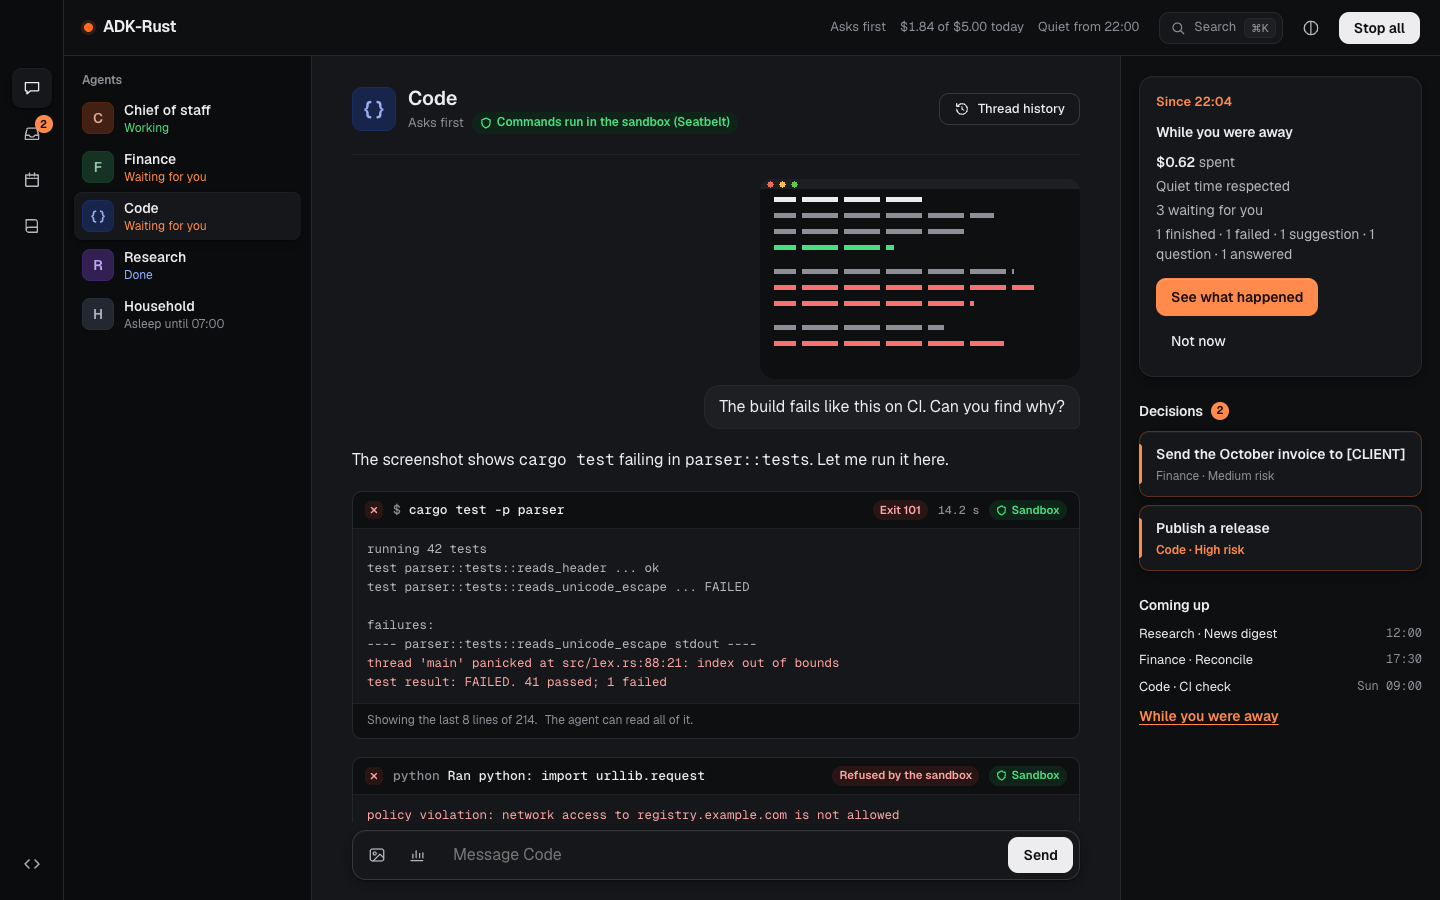 ADK-Rust
Asks first $1.84 of $5.00 today Quiet from 22:00
Search ⌘K
Stop all
2
Agents
C
Chief of staff
Working
F
Finance
Waiting for you
{}
Code
Waiting for you
R
Research
Done
H
Household
Asleep until 07:00
{}
Code
Asks first Commands run in the sandbox (Seatbelt)
Thread history
The build fails like this on CI. Can you find why?
The screenshot shows cargo test failing in parser::tests. Let me run it here.
$ cargo test -p parser Exit 101 14.2 s Sandbox
running 42 tests
test parser::tests::reads_header ... ok
test parser::tests::reads_unicode_escape ... FAILED
failures:
---- parser::tests::reads_unicode_escape stdout ----
thread 'main' panicked at src/lex.rs:88:21: index out of bounds
test result: FAILED. 41 passed; 1 failed
Showing the last 8 lines of 214. The agent can read all of it.
python Ran python: import urllib.request Refused by the sandbox Sandbox
policy violation: network access to registry.example.com is not allowed
Message Code
Send
Since 22:04
While you were away
$0.62 spent
Quiet time respected
3 waiting for you
1 finished · 1 failed · 1 suggestion · 1
question · 1 answered
See what happened
Not now
Decisions 2
Send the October invoice to [CLIENT]
Finance · Medium risk
Publish a release
Code · High risk
Coming up
Research · News digest 12:00
Finance · Reconcile 17:30
Code · CI check Sun 09:00
While you were away